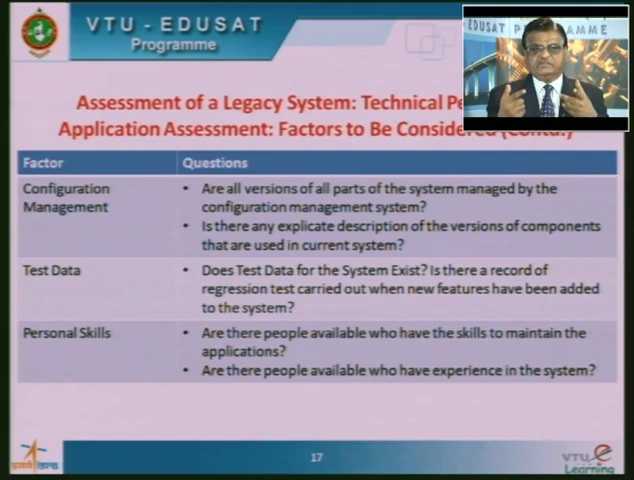 VTU - EDUSAT
Programme
EDUSAT PROGRAMME
Assessment of a Legacy System: Technical Pe
Application Assessment: Factors to Be Considered (Contd.)
Factor Questions
Configuration Management
• Are all versions of all parts of the system managed by the
configuration management system?
• Is there any explicate description of the versions of components
that are used in current system?
Test Data
• Does Test Data for the System Exist? Is there a record of
regression test carried out when new features have been added
to the system?
Personal Skills
• Are there people available who have the skills to maintain the
applications?
• Are there people available who have experience in the system?
17
VTU e
Learning